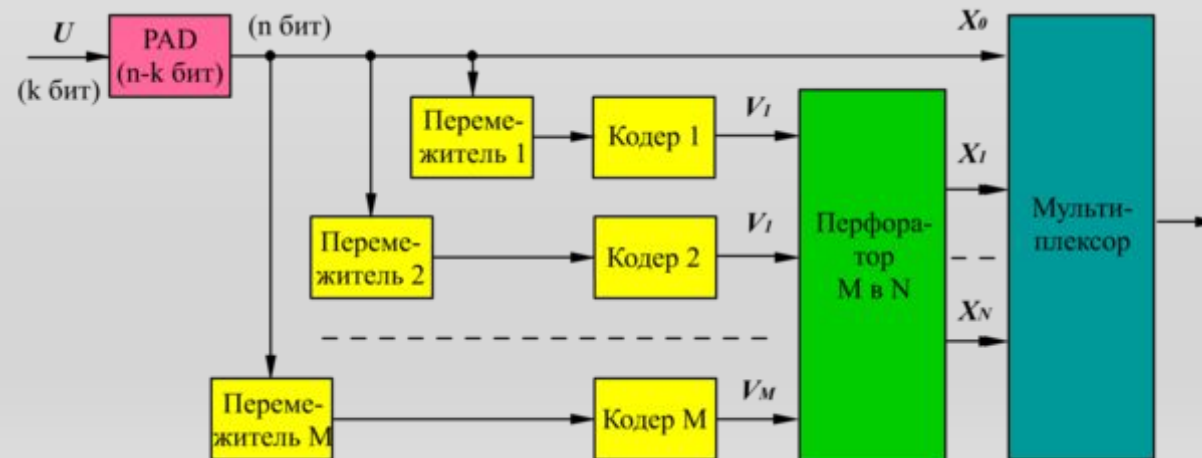 U
(k бит)
PAD
(n-k бит)
(n бит)
X₀
Переме-
житель 1
Кодер 1
V₁
Переме-
житель 2
Кодер 2
V₁
Переме-
житель M
Кодер M
V_M
Перфора-
тор
M в N
X₁
X_N
Мульти-
плексор